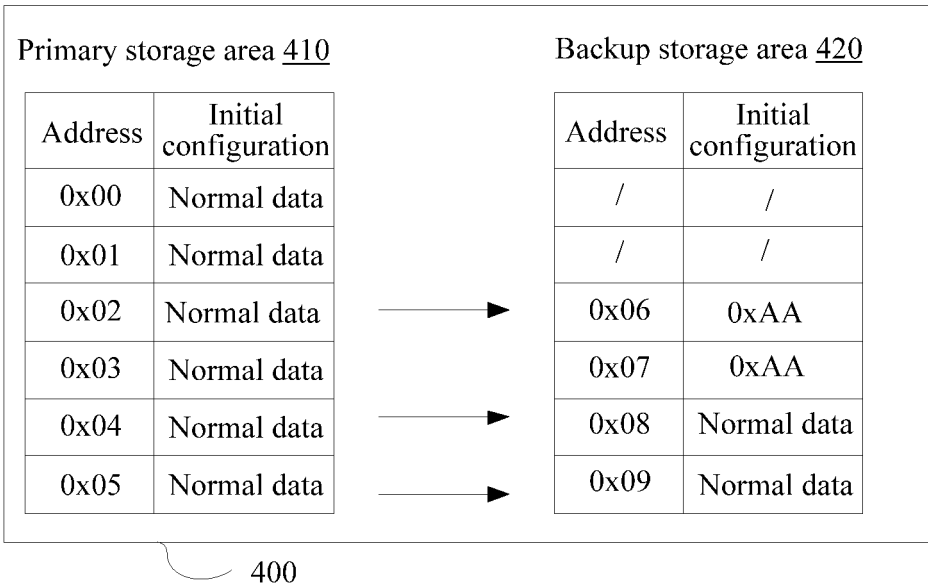 Primary storage area 410
Address Initial configuration
0x00 Normal data
0x01 Normal data
0x02 Normal data
0x03 Normal data
0x04 Normal data
0x05 Normal data
Backup storage area 420
Address Initial configuration
/ /
/ /
0x06 0xAA
0x07 0xAA
0x08 Normal data
0x09 Normal data
400